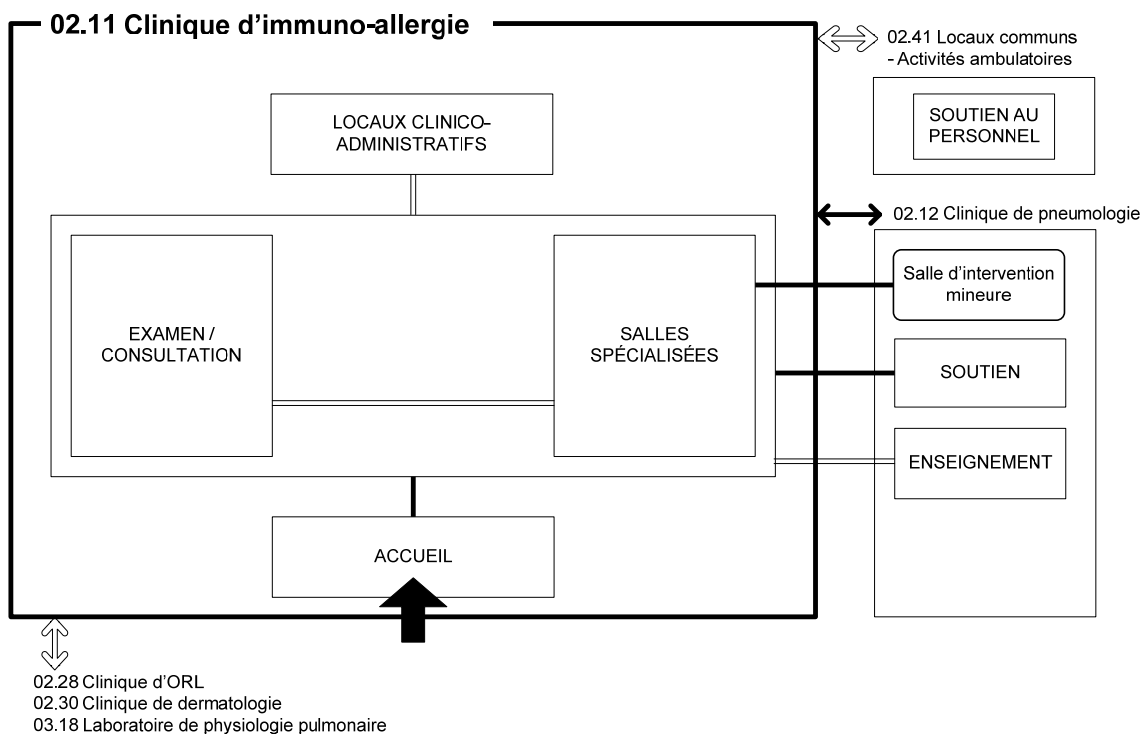 02.11 Clinique d’immuno-allergie
02.41 Locaux communs
- Activités ambulatoires
SOUTIEN AU
PERSONNEL
LOCAUX CLINICO-
ADMINISTRATIFS
02.12 Clinique de pneumologie
Salle d’intervention
mineure
EXAMEN /
CONSULTATION
SALLES
SPÉCIALISÉES
SOUTIEN
ENSEIGNEMENT
ACCUEIL
02.28 Clinique d’ORL
02.30 Clinique de dermatologie
03.18 Laboratoire de physiologie pulmonaire